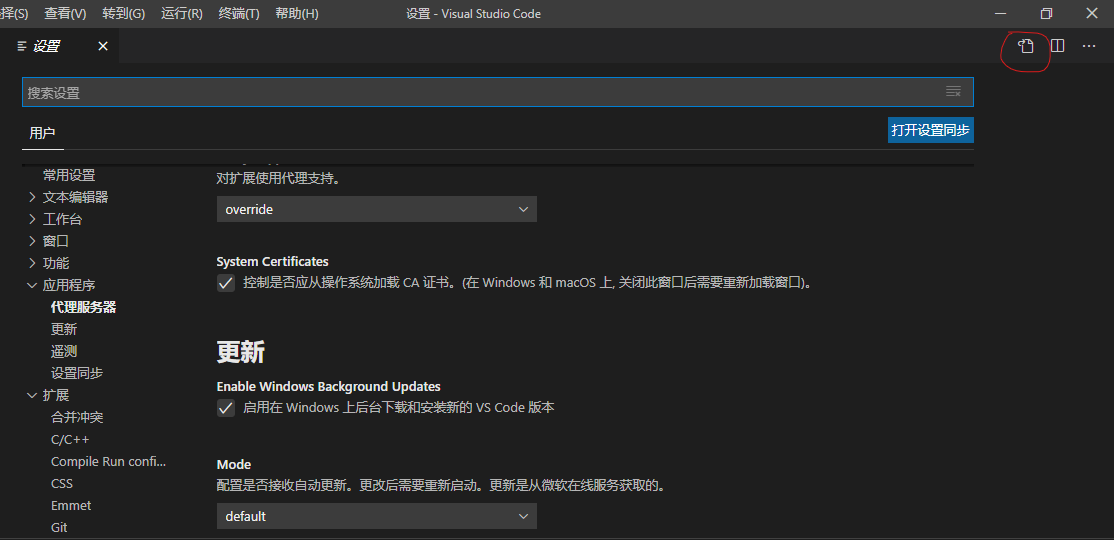 择(S) 查看(V) 转到(G) 运行(R) 终端(T) 帮助(H) 设置 - Visual Studio Code
设置
搜索设置
用户
打开设置同步
常用设置
文本编辑器
工作台
窗口
功能
应用程序
代理服务器
更新
遥测
设置同步
扩展
合并冲突
C/C++
Compile Run confi...
CSS
Emmet
Git
对扩展使用代理支持。
override
System Certificates
控制是否应从操作系统加载 CA 证书。(在 Windows 和 macOS 上, 关闭此窗口后需要重新加载窗口)。
更新
Enable Windows Background Updates
启用在 Windows 上后台下载和安装新的 VS Code 版本
Mode
配置是否接收自动更新。更改后需要重新启动。更新是从微软在线服务获取的。
default